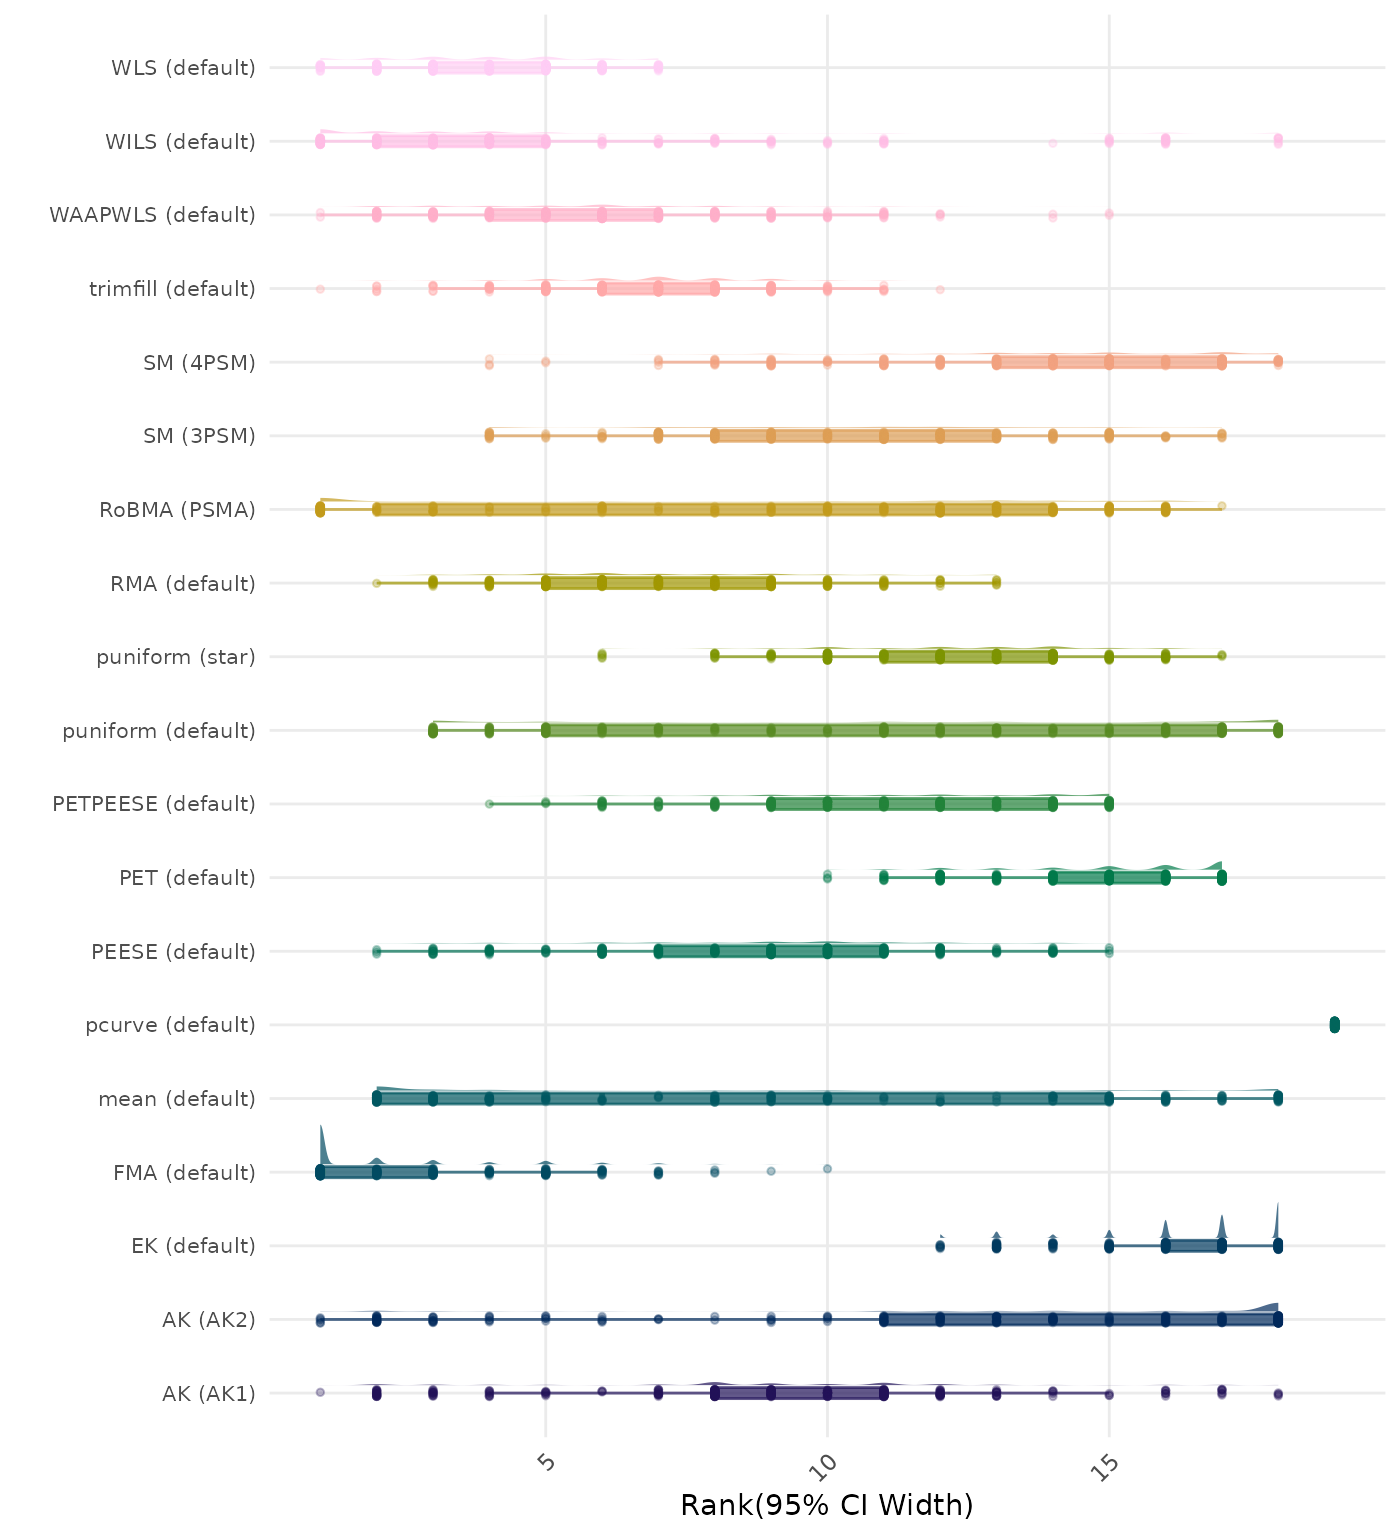 WLS (default)
WILS (default)
WAAPWLS (default)
trimfill (default)
SM (4PSM)
SM (3PSM)
RoBMA (PSMA)
RMA (default)
puniform (star)
puniform (default)
PETPEESE (default)
PET (default)
PEESE (default)
pcurve (default)
mean (default)
FMA (default)
EK (default)
AK (AK2)
AK (AK1)
5
10
15
Rank(95% CI Width)